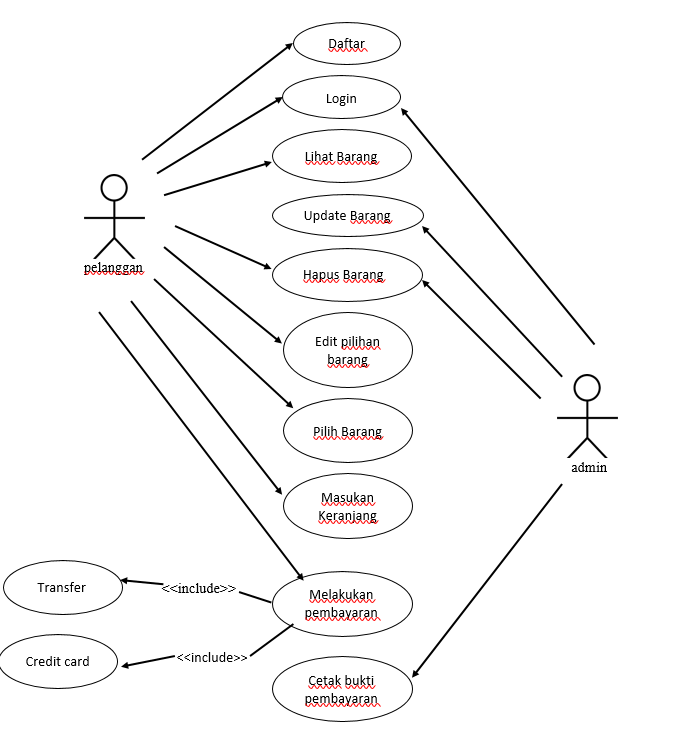 Daftar
Login
Lihat Barang
Update Barang
pelanggan
Hapus Barang
Edit pilihan
barang
Pilih Barang
admin
Masukan
Keranjang
Transfer
<<include>>
Melakukan
pembayaran
Credit card
<<include>>
Cetak bukti
pembayaran